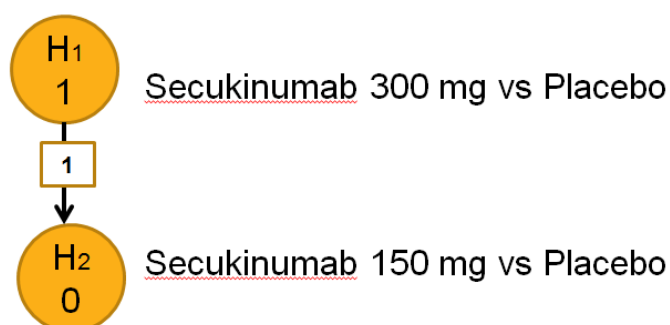 H1
1
Secukinumab 300 mg vs Placebo
1
H2
0
Secukinumab 150 mg vs Placebo